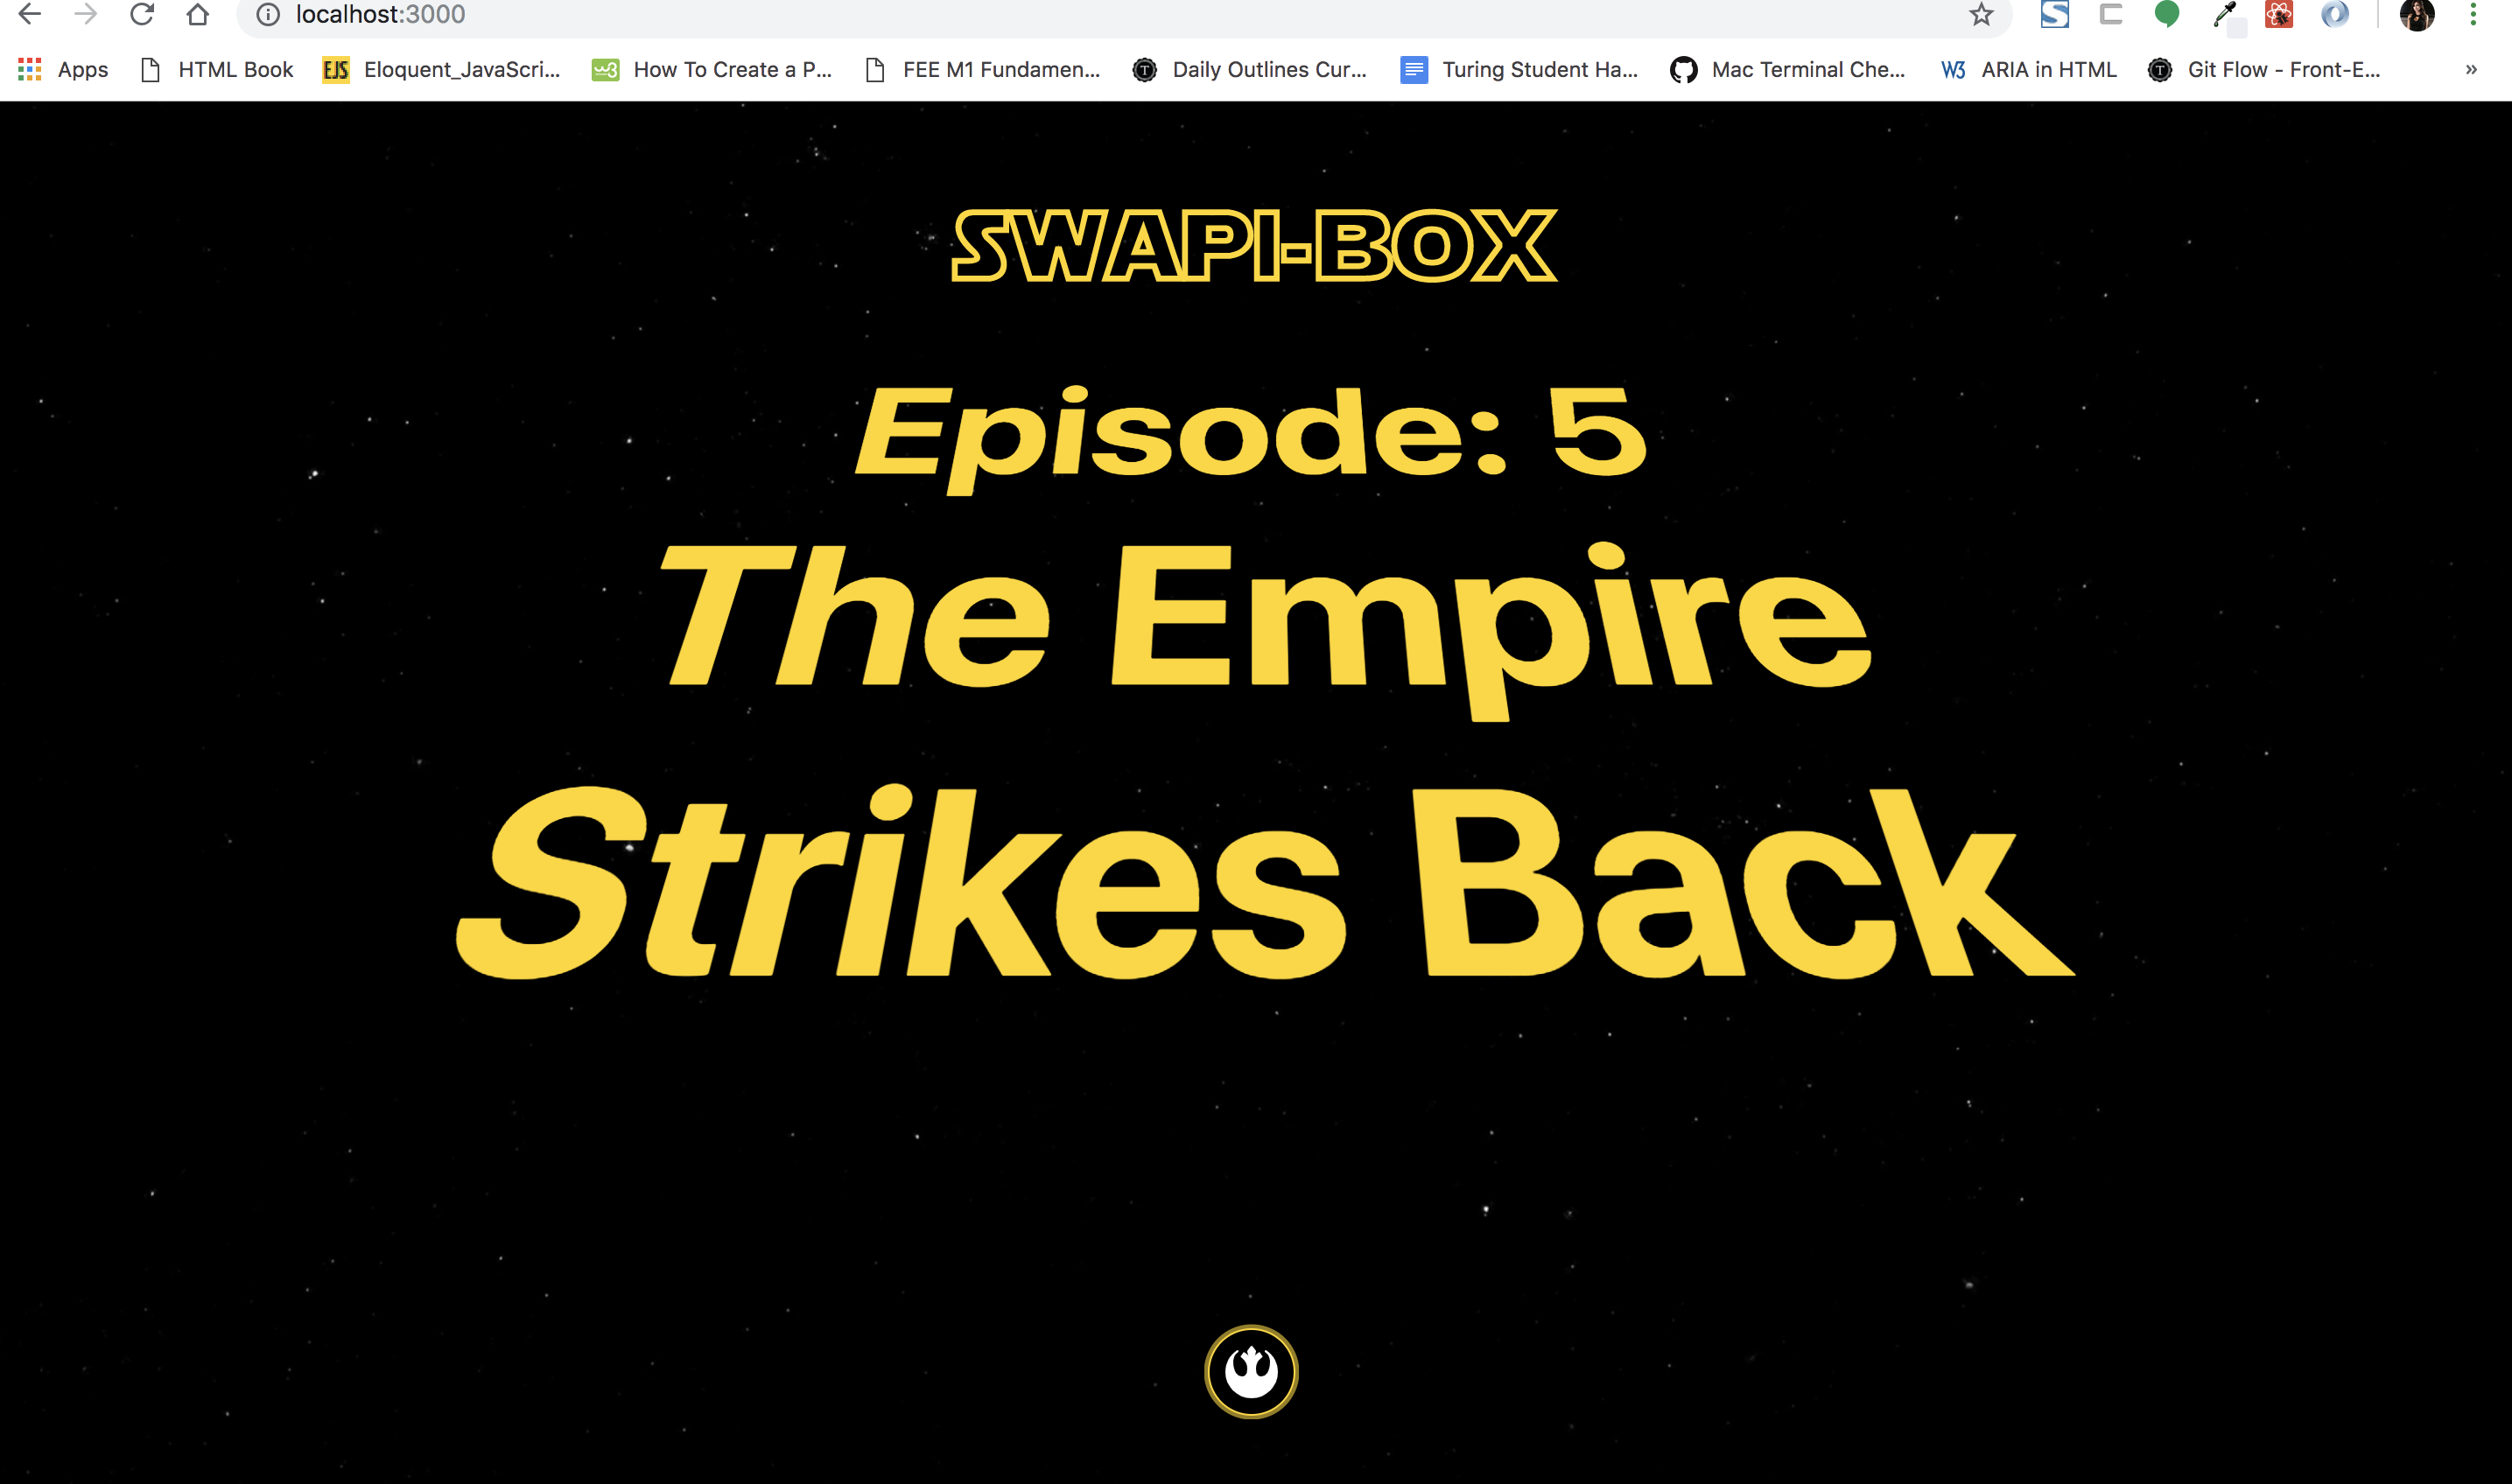 localhost:3000
Apps HTML Book EJS Eloquent_JavaScri... w3 How To Create a P... FEE M1 Fundamen... T Daily Outlines Cur... Turing Student Ha... Mac Terminal Che... W3 ARIA in HTML T Git Flow - Front-E... »
SWAPI-BOX
Episode: 5
The Empire
Strikes Back